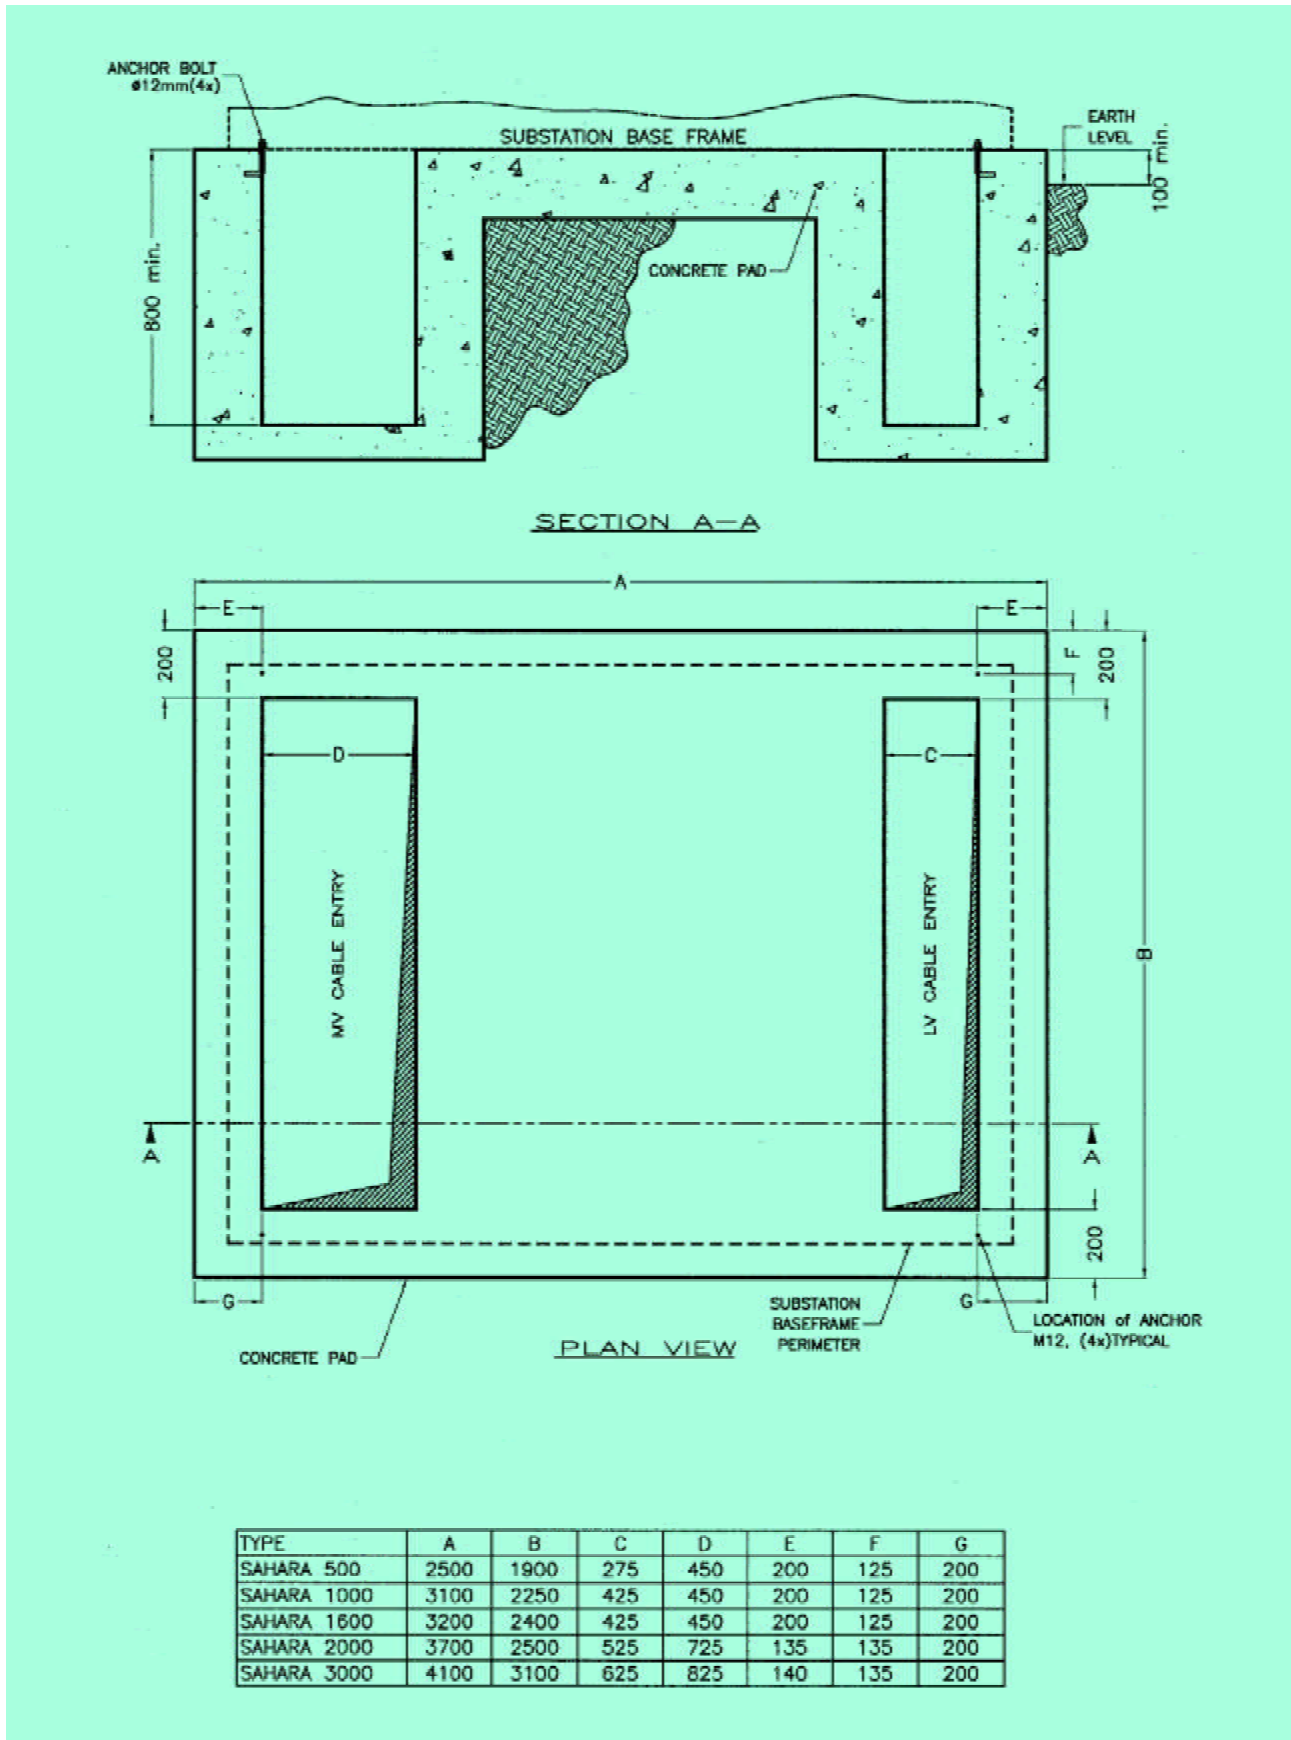 ANCHOR BOLT
ø12mm(4x)
SUBSTATION BASE FRAME
EARTH
LEVEL
100 min.
800 min.
CONCRETE PAD
SECTION A-A
A
E
E
200
F
200
D
C
MV CABLE ENTRY
LV CABLE ENTRY
B
A
A
200
G
G
SUBSTATION
BASEFRAME
PERIMETER
LOCATION of ANCHOR
M12, (4x)TYPICAL
CONCRETE PAD
PLAN VIEW
TYPE A B C D E F G
SAHARA 500 2500 1900 275 450 200 125 200
SAHARA 1000 3100 2250 425 450 200 125 200
SAHARA 1600 3200 2400 425 450 200 125 200
SAHARA 2000 3700 2500 525 725 135 135 200
SAHARA 3000 4100 3100 625 825 140 135 200